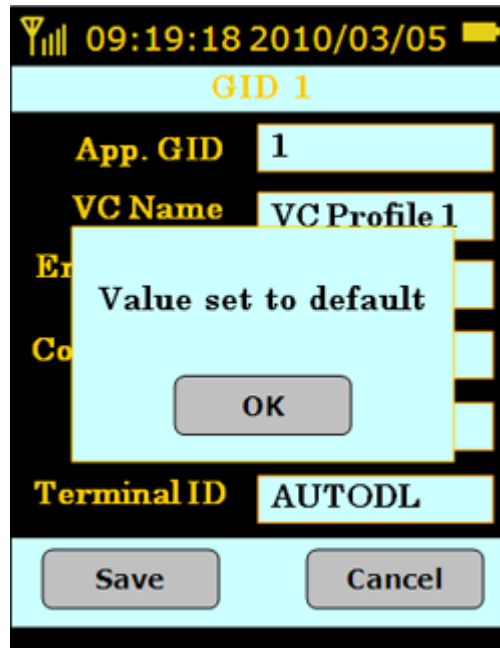 09:19:18 2010/03/05
GID 1
App. GID 1
VC Name VC Profile 1
Value set to default
OK
Terminal ID AUTODL
Save Cancel